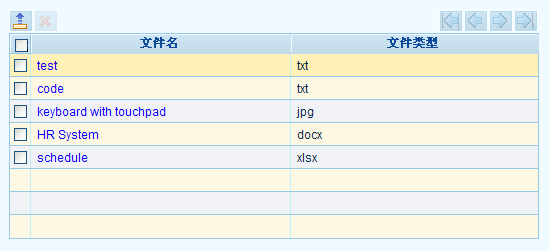 文件名 文件类型
test txt
code txt
keyboard with touchpad jpg
HR System docx
schedule xlsx